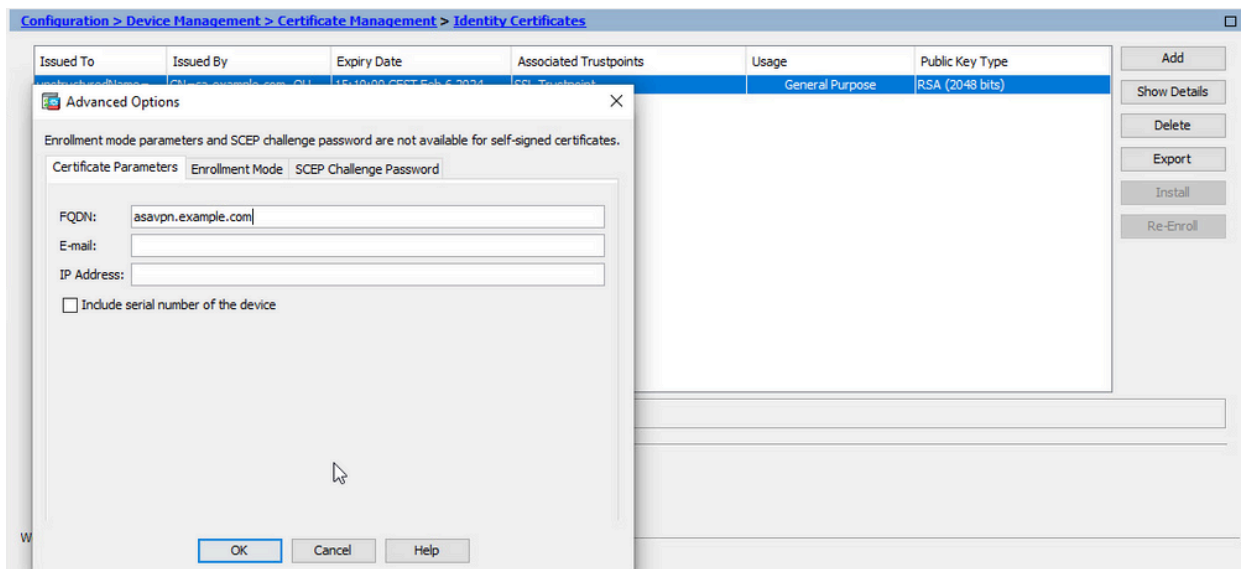 Configuration > Device Management > Certificate Management > Identity Certificates
Issued To Issued By Expiry Date Associated Trustpoints Usage Public Key Type
General Purpose RSA (2048 bits)
Add
Show Details
Delete
Export
Install
Re-Enroll
Advanced Options
Enrollment mode parameters and SCEP challenge password are not available for self-signed certificates.
Certificate Parameters Enrollment Mode SCEP Challenge Password
FQDN: asavpn.example.com
E-mail:
IP Address:
Include serial number of the device
W
OK Cancel Help